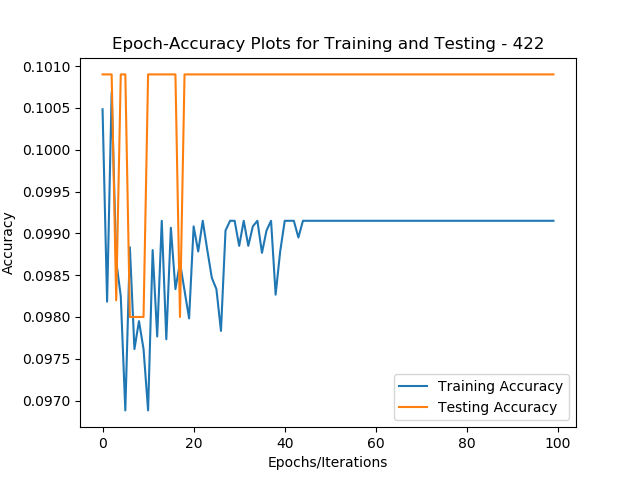 Epoch-Accuracy Plots for Training and Testing - 422
0.1010
0.1005
0.1000
0.0995
0.0990
0.0985
0.0980
0.0975
0.0970
Accuracy
Training Accuracy
Testing Accuracy
0 20 40 60 80 100
Epochs/Iterations